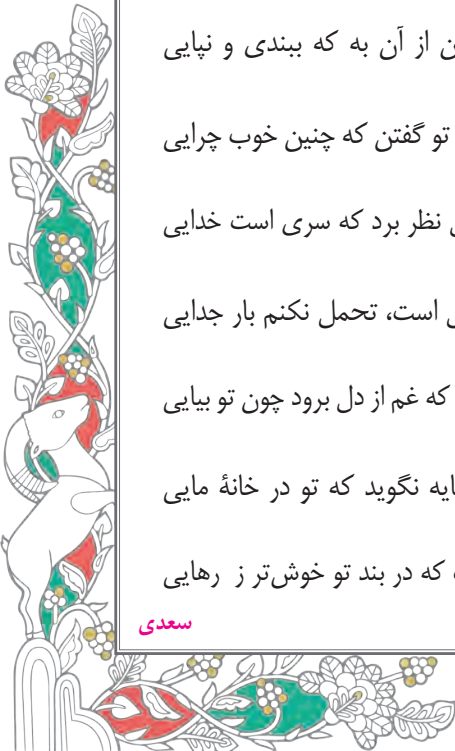 از آن به که ببندی و نپایی
تو گفتن که چنین خوب چرایی
نظر برد که سری است خدایی
است، تحمل نکنم بار جدایی
که غم از دل برود چون تو بیایی
نگوید که تو در خانهٔ مایی
که در بند تو خوش‌تر ز رهایی
سعدی